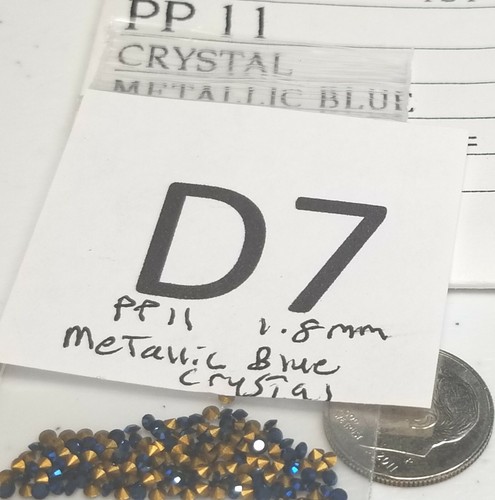 PP 11
CRYSTAL
METALLIC BLUE
D7
PP11 1.8mm
Metallic Blue
Crystal